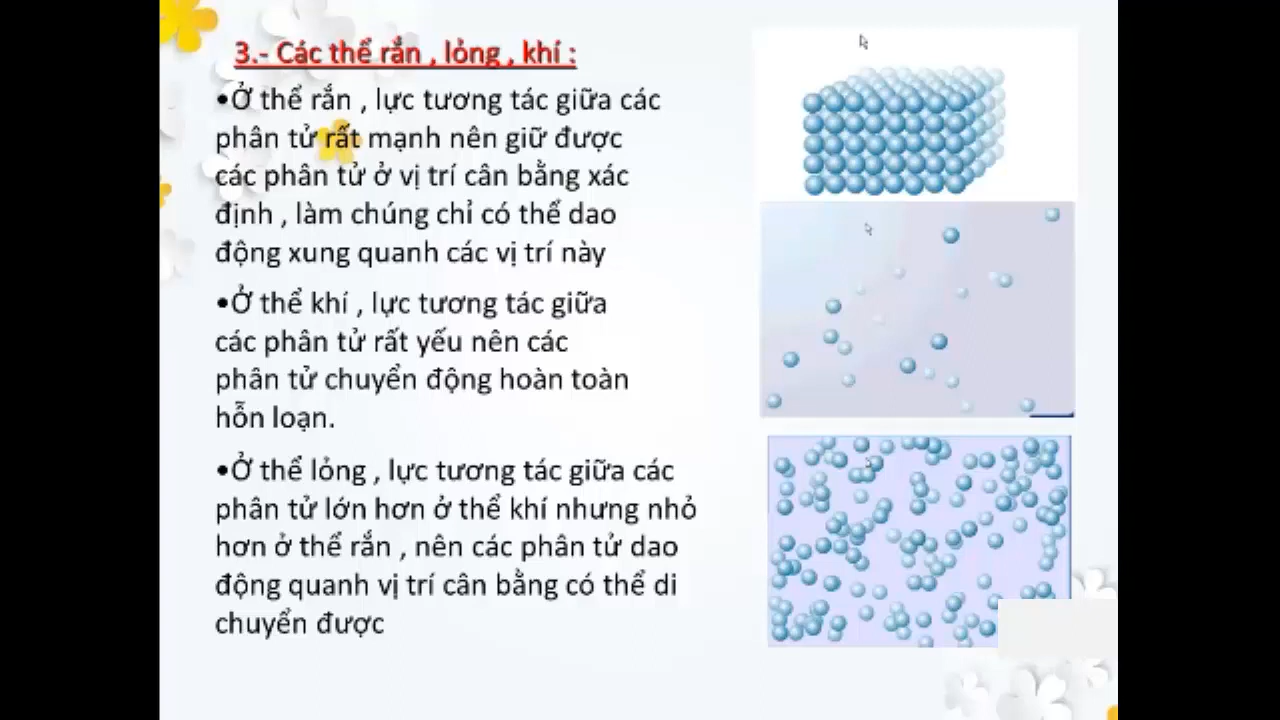 3.- Các thể rắn , lỏng , khí :
•Ở thể rắn , lực tương tác giữa các
phân tử rất mạnh nên giữ được
các phân tử ở vị trí cân bằng xác
định , làm chúng chỉ có thể dao
động xung quanh các vị trí này
•Ở thể khí , lực tương tác giữa
các phân tử rất yếu nên các
phân tử chuyển động hoàn toàn
hỗn loạn.
•Ở thể lỏng , lực tương tác giữa các
phân tử lớn hơn ở thể khí nhưng nhỏ
hơn ở thể rắn , nên các phân tử dao
động quanh vị trí cân bằng có thể di
chuyển được